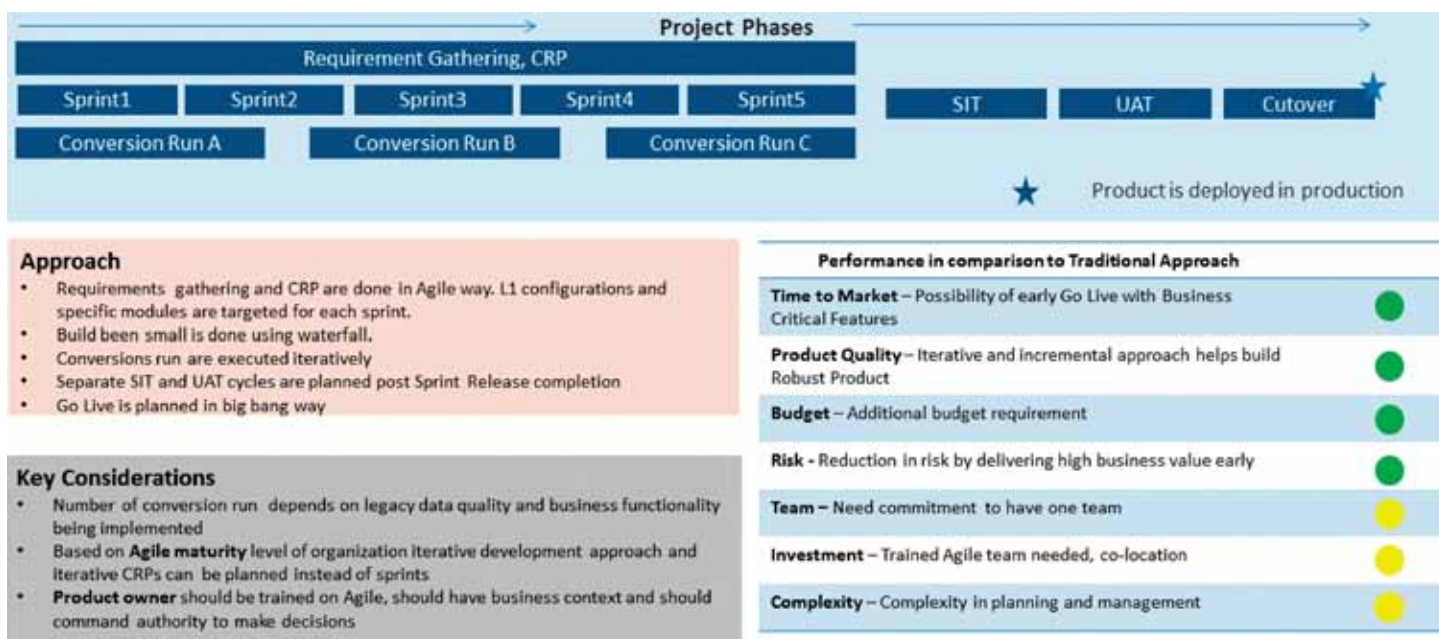 Project Phases
Requirement Gathering, CRP
Sprint1 Sprint2 Sprint3 Sprint4 Sprint5
SIT UAT Cutover
Conversion Run A Conversion Run B Conversion Run C
Product is deployed in production
Approach
• Requirements gathering and CRP are done in Agile way. L1 configurations and
specific modules are targeted for each sprint.
• Build been small is done using waterfall.
• Conversions run are executed iteratively
• Separate SIT and UAT cycles are planned post Sprint Release completion
• Go Live is planned in big bang way
Key Considerations
• Number of conversion run depends on legacy data quality and business functionality
being implemented
• Based on Agile maturity level of organization iterative development approach and
iterative CRPs can be planned instead of sprints
• Product owner should be trained on Agile, should have business context and should
command authority to make decisions
Performance in comparison to Traditional Approach
Time to Market – Possibility of early Go Live with Business
Critical Features
Product Quality – Iterative and incremental approach helps build
Robust Product
Budget – Additional budget requirement
Risk - Reduction in risk by delivering high business value early
Team – Need commitment to have one team
Investment – Trained Agile team needed, co-location
Complexity – Complexity in planning and management